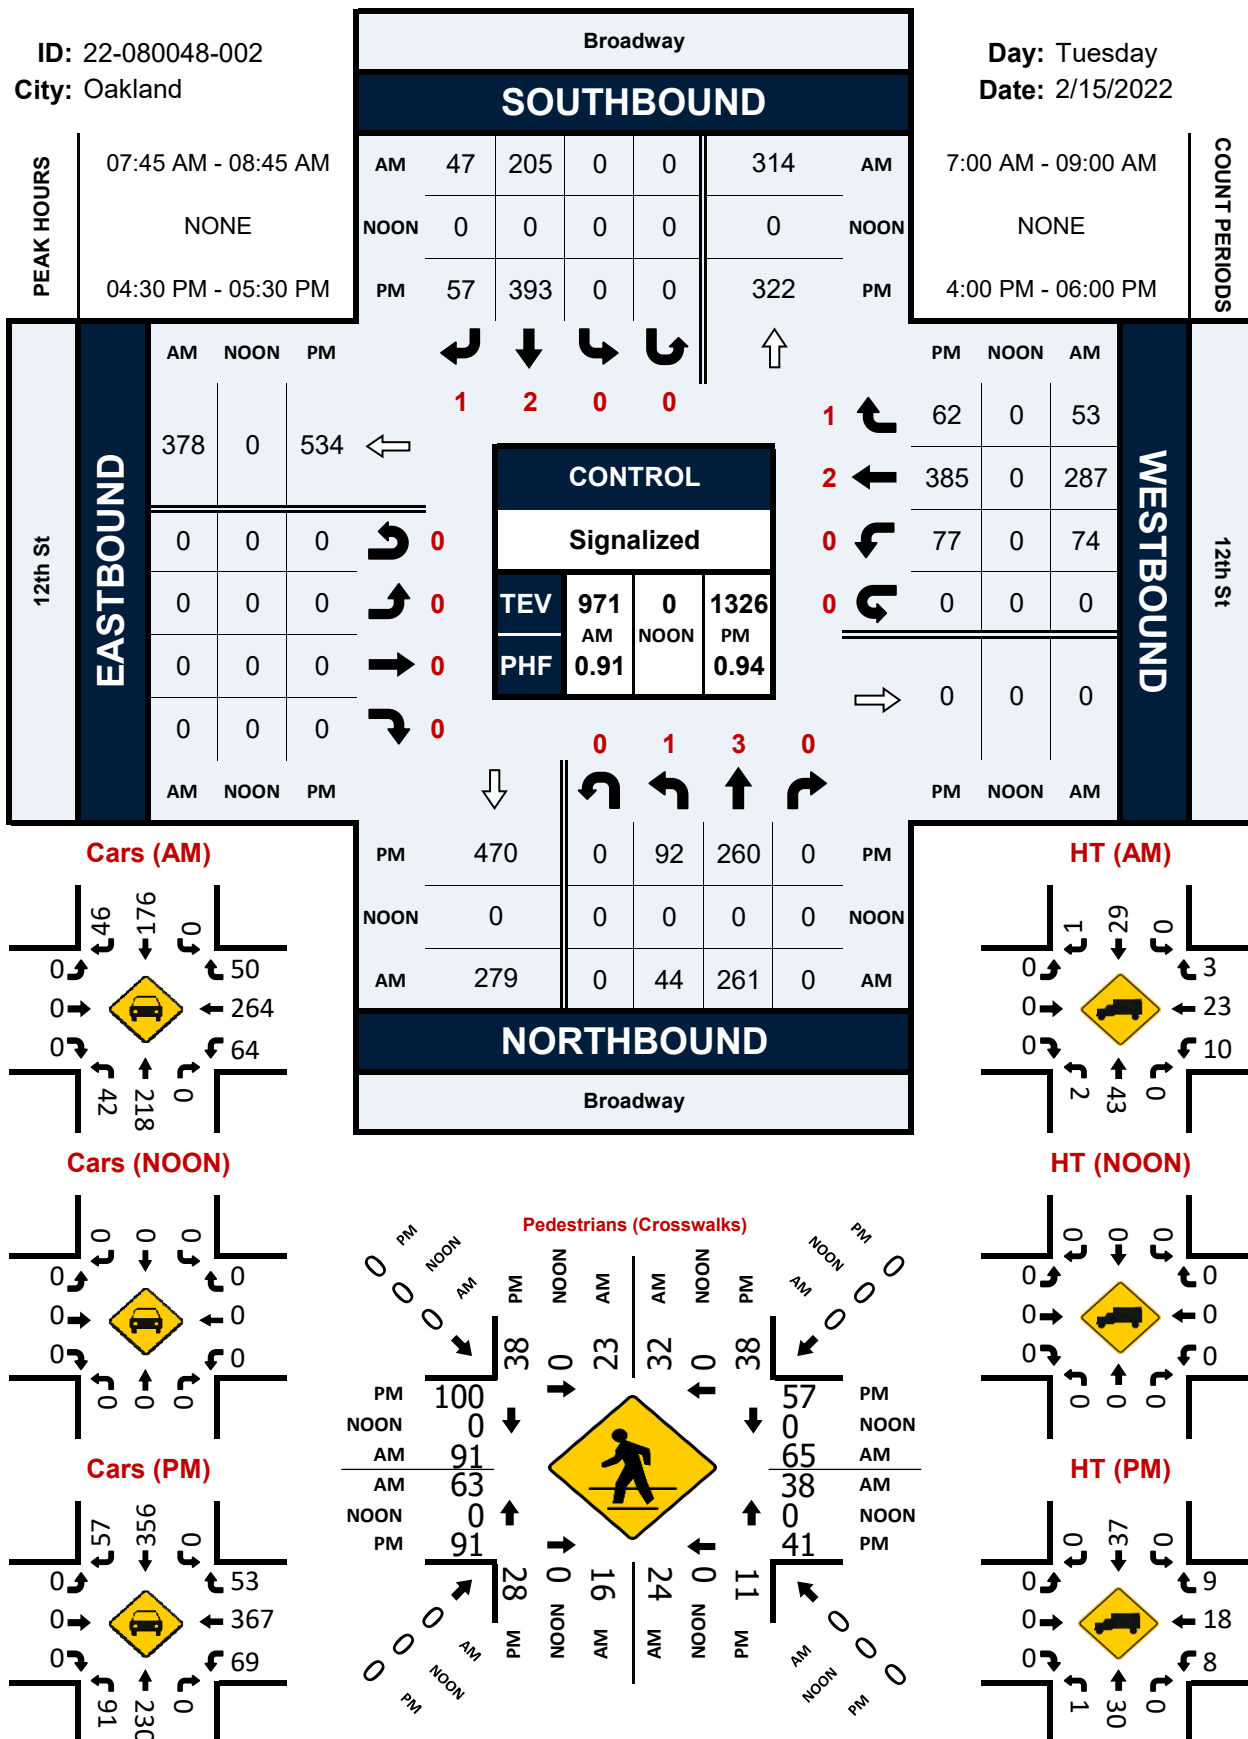 ID: 22-080048-002
City: Oakland
Broadway
Day: Tuesday
Date: 2/15/2022
SOUTHBOUND
PEAK HOURS
07:45 AM - 08:45 AM
NONE
04:30 PM - 05:30 PM
AM 47 205 0 0 314 AM
NOON 0 0 0 0 0 NOON
PM 57 393 0 0 322 PM
7:00 AM - 09:00 AM
NONE
4:00 PM - 06:00 PM
COUNT PERIODS
12th St
EASTBOUND
AM NOON PM
378 0 534
0 0 0 0
0 0 0 0
0 0 0 0
0 0 0 0
AM NOON PM
1 2 0 0
CONTROL
Signalized
TEV 971 0 1326
AM NOON PM
PHF 0.91 0.94
PM NOON AM
1 62 0 53
2 385 0 287
0 77 0 74
0 0 0 0
0 0 0
PM NOON AM
WESTBOUND
12th St
0 1 3 0
PM 470 0 92 260 0 PM
NOON 0 0 0 0 0 NOON
AM 279 0 44 261 0 AM
NORTHBOUND
Broadway
Cars (AM)
46 176 0
0 50
0 264
0 64
42 218 0
HT (AM)
1 29 0
0 3
0 23
0 10
2 43 0
Cars (NOON)
0 0 0
0 0
0 0
0 0
0 0 0
HT (NOON)
0 0 0
0 0
0 0
0 0
0 0 0
Cars (PM)
57 356 0
0 53
0 367
0 69
91 230 0
HT (PM)
0 37 0
0 9
0 18
0 8
1 30 0
Pedestrians (Crosswalks)
0 PM
0 NOON
0 AM
PM NOON AM AM NOON PM
38 0 23 32 0 38
PM 0
NOON 0
AM 0
PM 100 57 PM
NOON 0 0 NOON
AM 91 65 AM
AM 63 38 AM
NOON 0 0 NOON
PM 91 41 PM
28 0 16 24 0 11
PM NOON AM AM NOON PM
0 AM
0 NOON
0 PM
AM 0
NOON 0
PM 0